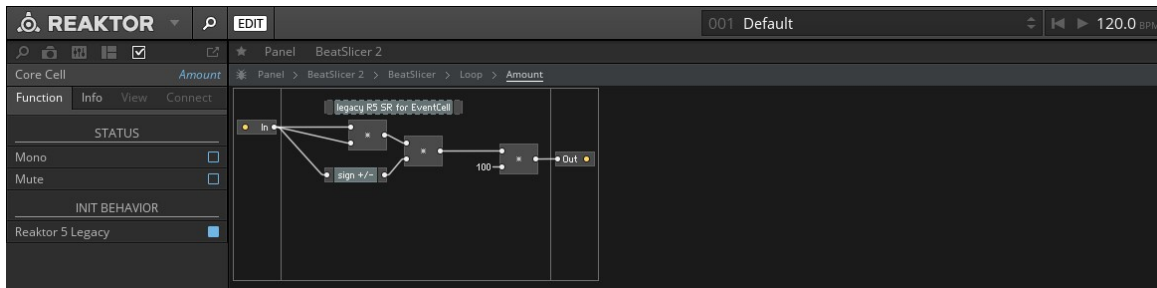 REAKTOR EDIT 001 Default 120.0 BPM
Panel BeatSlicer 2
Core Cell Amount Panel > BeatSlicer 2 > BeatSlicer > Loop > Amount
Function Info View Connect
legacy R5 SR for EventCell
In
STATUS
Mono
Out
100
Mute
sign +/-
INIT BEHAVIOR
Reaktor 5 Legacy